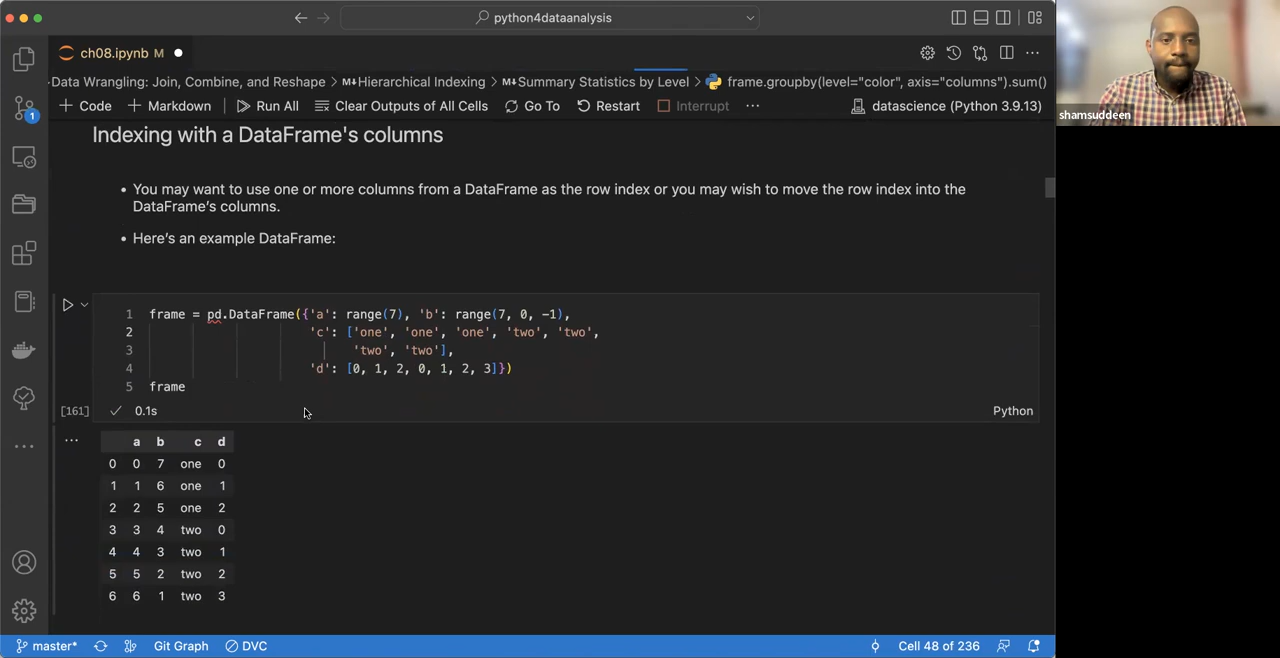 python4dataanalysis
ch08.ipynb M
Data Wrangling: Join, Combine, and Reshape > M↓Hierarchical Indexing > M↓Summary Statistics by Level > frame.groupby(level="color", axis="columns").sum()
+ Code + Markdown Run All Clear Outputs of All Cells Go To Restart Interrupt ... datascience (Python 3.9.13)
Indexing with a DataFrame's columns
• You may want to use one or more columns from a DataFrame as the row index or you may wish to move the row index into the
DataFrame's columns.
• Here's an example DataFrame:
1 frame = pd.DataFrame({'a': range(7), 'b': range(7, 0, -1),
2 'c': ['one', 'one', 'one', 'two', 'two',
3 'two', 'two'],
4 'd': [0, 1, 2, 0, 1, 2, 3]})
5 frame
[161] ✓ 0.1s Python
a b c d
0 0 7 one 0
1 1 6 one 1
2 2 5 one 2
3 3 4 two 0
4 4 3 two 1
5 5 2 two 2
6 6 1 two 3
master* Git Graph DVC Cell 48 of 236
1
shamsuddeen